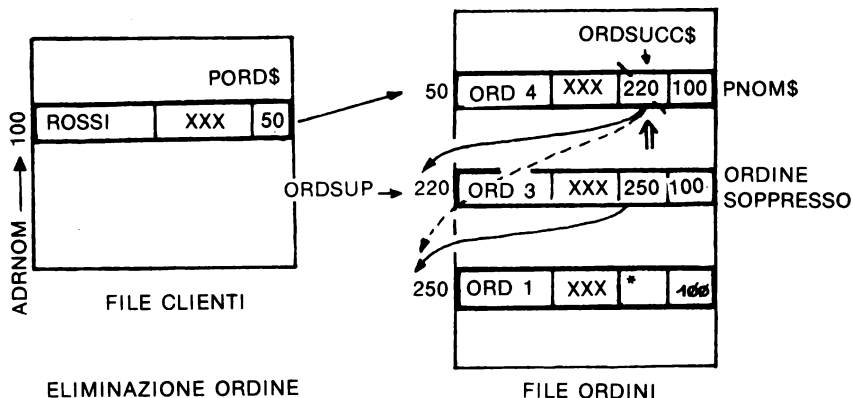 ORDSUCC$
PORD$
50 ORD 4 XXX 220 100 PNOM$
ADRNOM 100
ROSSI XXX 50
ORDSUP 220 ORD 3 XXX 250 100 ORDINE
SOPPRESSO
250 ORD 1 XXX * 100
FILE CLIENTI
ELIMINAZIONE ORDINE
FILE ORDINI